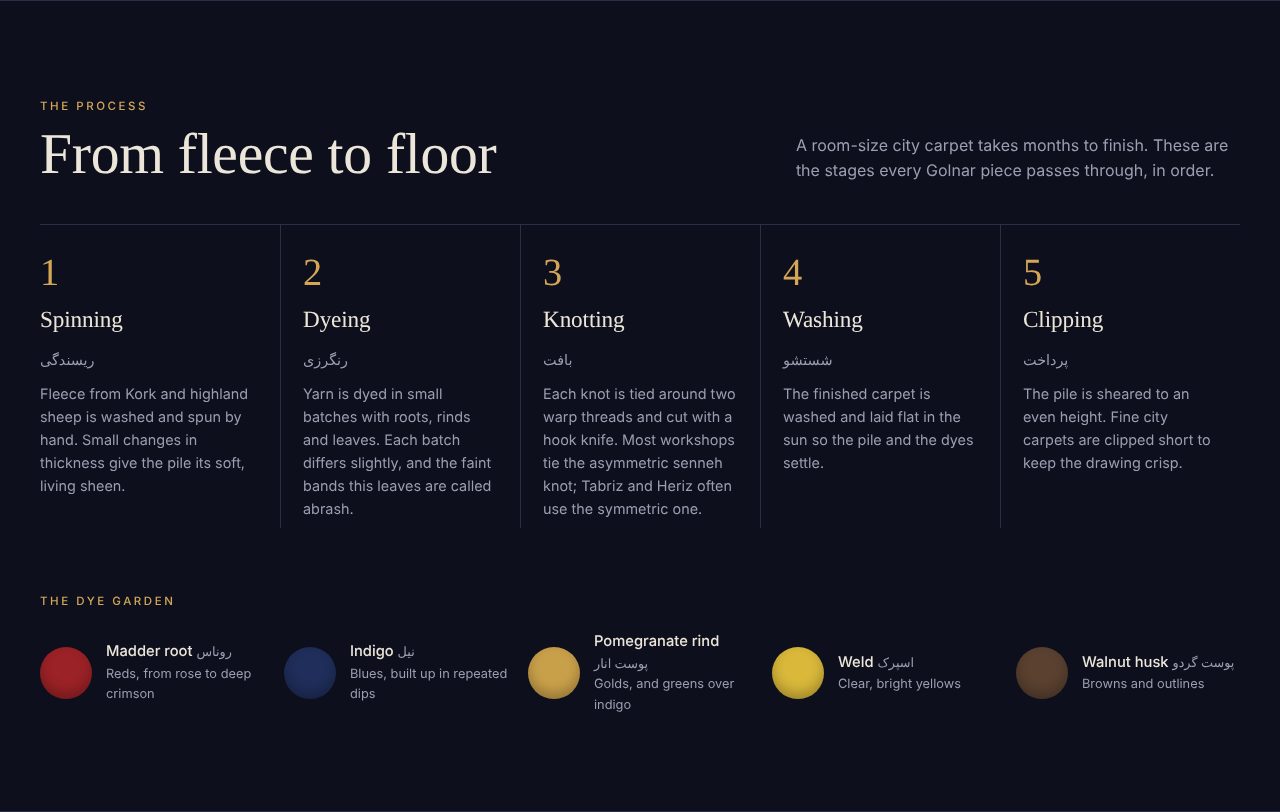 THE PROCESS
From fleece to floor
A room-size city carpet takes months to finish. These are
the stages every Golnar piece passes through, in order.
1
Spinning
ریسندگی
Fleece from Kork and highland
sheep is washed and spun by
hand. Small changes in
thickness give the pile its soft,
living sheen.
2
Dyeing
رنگرزی
Yarn is dyed in small
batches with roots, rinds
and leaves. Each batch
differs slightly, and the faint
bands this leaves are called
abrash.
3
Knotting
بافت
Each knot is tied around two
warp threads and cut with a
hook knife. Most workshops
tie the asymmetric senneh
knot; Tabriz and Heriz often
use the symmetric one.
4
Washing
شستشو
The finished carpet is
washed and laid flat in the
sun so the pile and the dyes
settle.
5
Clipping
پرداخت
The pile is sheared to an
even height. Fine city
carpets are clipped short to
keep the drawing crisp.
THE DYE GARDEN
Madder root روناس
Reds, from rose to deep
crimson
Indigo نیل
Blues, built up in repeated
dips
Pomegranate rind
پوست انار
Golds, and greens over
indigo
Weld اسپرک
Clear, bright yellows
Walnut husk پوست گردو
Browns and outlines